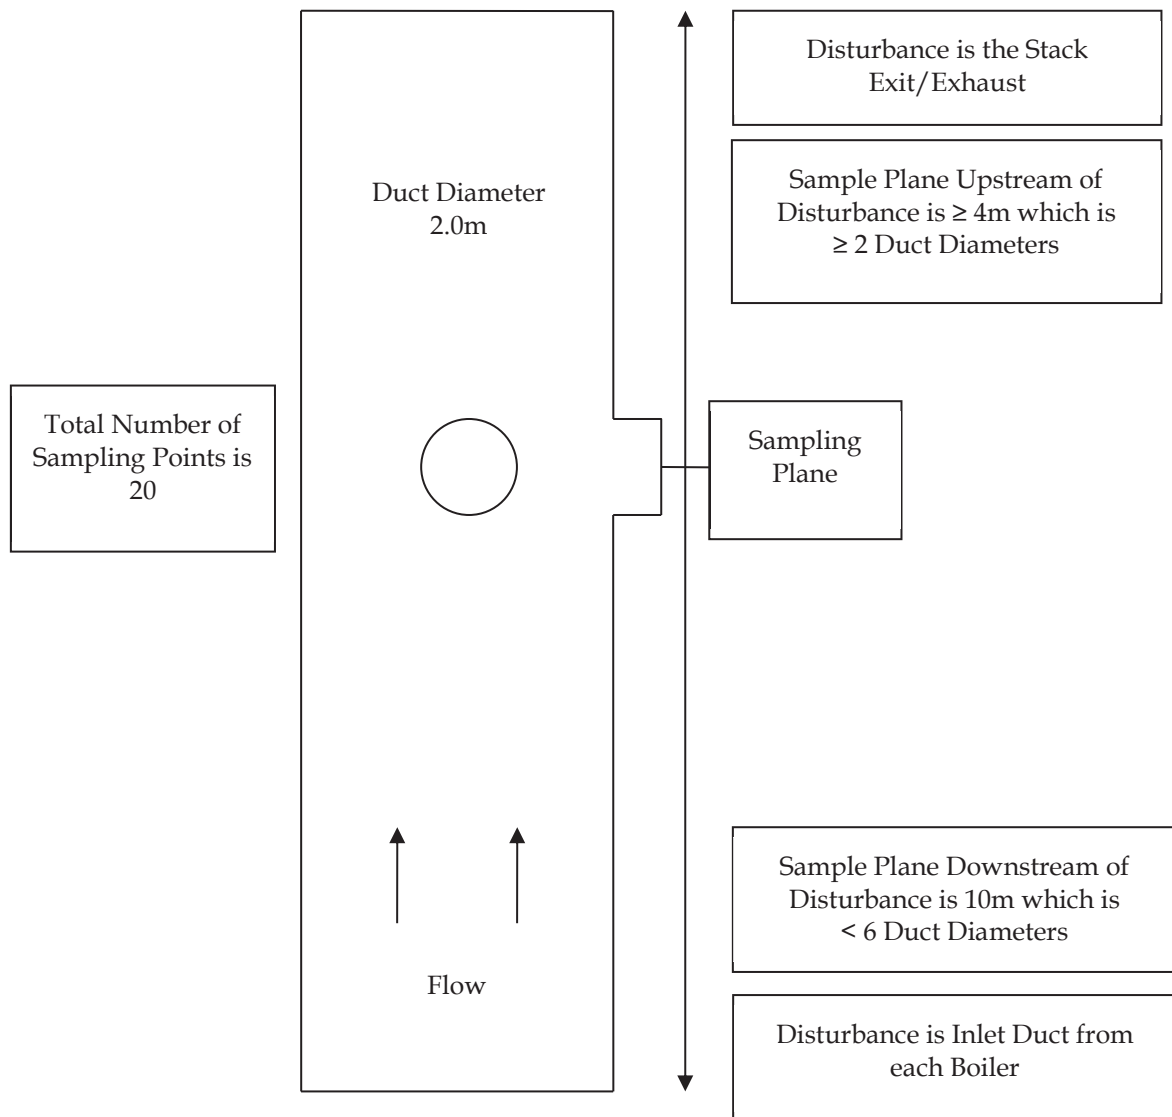 Disturbance is the Stack
Exit/Exhaust
Duct Diameter
2.0m
Sample Plane Upstream of
Disturbance is ≥ 4m which is
≥ 2 Duct Diameters
Total Number of
Sampling Points is
20
Sampling
Plane
Sample Plane Downstream of
Disturbance is 10m which is
< 6 Duct Diameters
Flow
Disturbance is Inlet Duct from
each Boiler